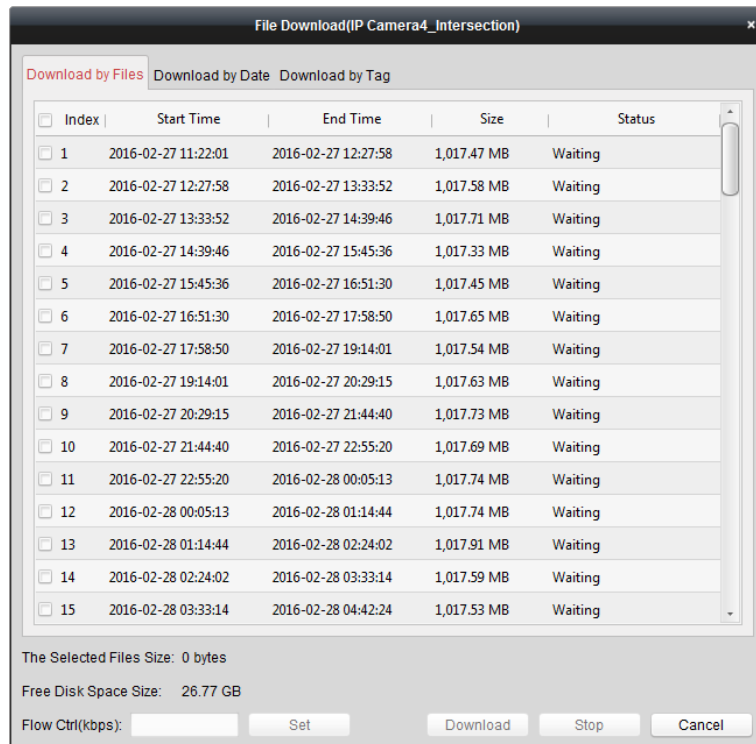 File Download(IP Camera4_Intersection) ×
Download by Files Download by Date Download by Tag
Index Start Time End Time Size Status
1 2016-02-27 11:22:01 2016-02-27 12:27:58 1,017.47 MB Waiting
2 2016-02-27 12:27:58 2016-02-27 13:33:52 1,017.58 MB Waiting
3 2016-02-27 13:33:52 2016-02-27 14:39:46 1,017.71 MB Waiting
4 2016-02-27 14:39:46 2016-02-27 15:45:36 1,017.33 MB Waiting
5 2016-02-27 15:45:36 2016-02-27 16:51:30 1,017.45 MB Waiting
6 2016-02-27 16:51:30 2016-02-27 17:58:50 1,017.65 MB Waiting
7 2016-02-27 17:58:50 2016-02-27 19:14:01 1,017.54 MB Waiting
8 2016-02-27 19:14:01 2016-02-27 20:29:15 1,017.63 MB Waiting
9 2016-02-27 20:29:15 2016-02-27 21:44:40 1,017.73 MB Waiting
10 2016-02-27 21:44:40 2016-02-27 22:55:20 1,017.69 MB Waiting
11 2016-02-27 22:55:20 2016-02-28 00:05:13 1,017.74 MB Waiting
12 2016-02-28 00:05:13 2016-02-28 01:14:44 1,017.74 MB Waiting
13 2016-02-28 01:14:44 2016-02-28 02:24:02 1,017.91 MB Waiting
14 2016-02-28 02:24:02 2016-02-28 03:33:14 1,017.59 MB Waiting
15 2016-02-28 03:33:14 2016-02-28 04:42:24 1,017.53 MB Waiting
The Selected Files Size: 0 bytes
Free Disk Space Size: 26.77 GB
Flow Ctrl(kbps): Set Download Stop Cancel